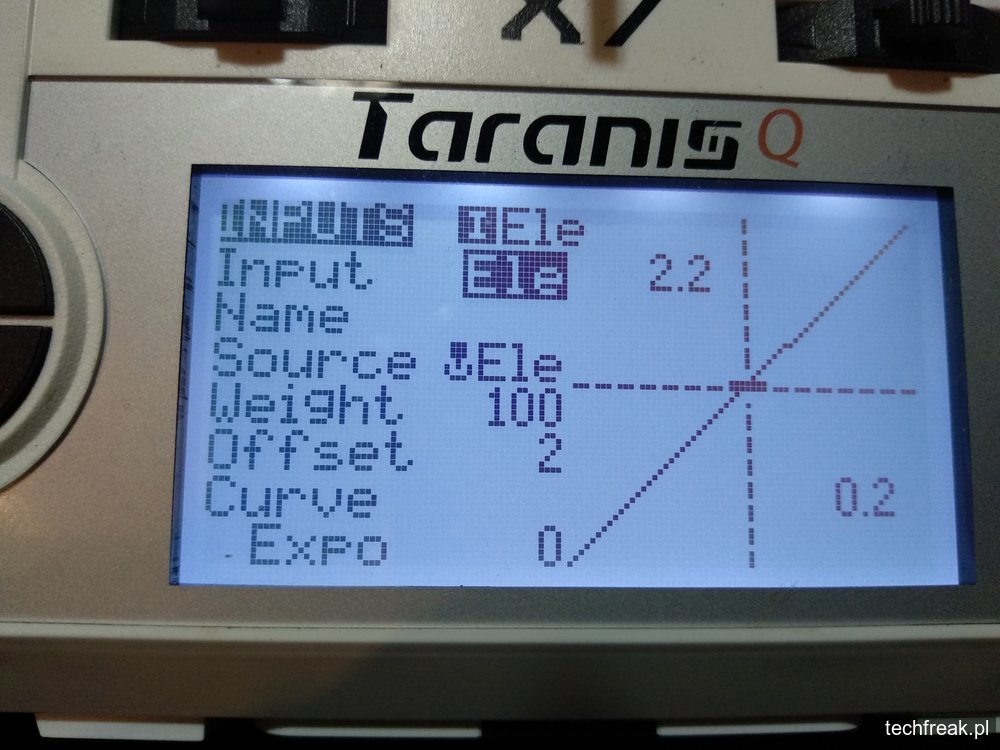 X7
Taranis Q
INPUTS IEle
Input Ele 2.2
Name
Source Ele
Weight 100
Offset 2
Curve 0.2
Expo 0
techfreak.pl